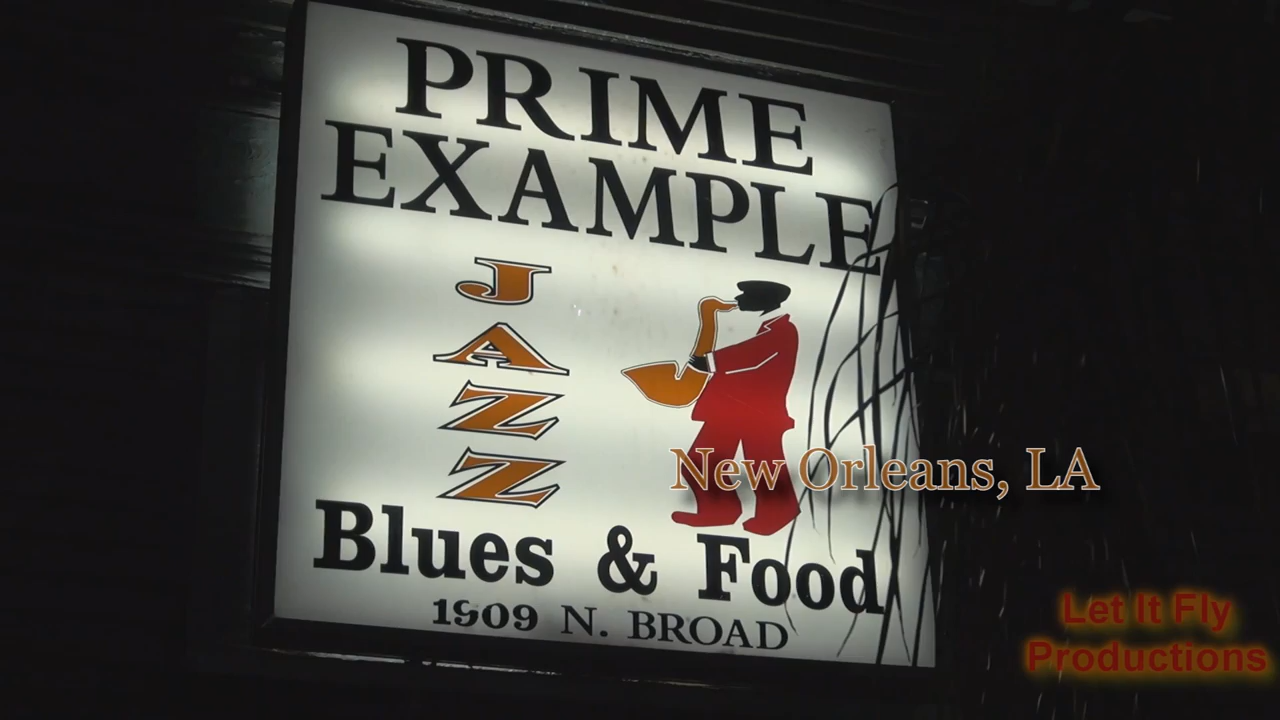 PRIME
EXAMPLE
JAZZ
Blues & Food
1909 N. BROAD
New Orleans, LA
Let It Fly
Productions